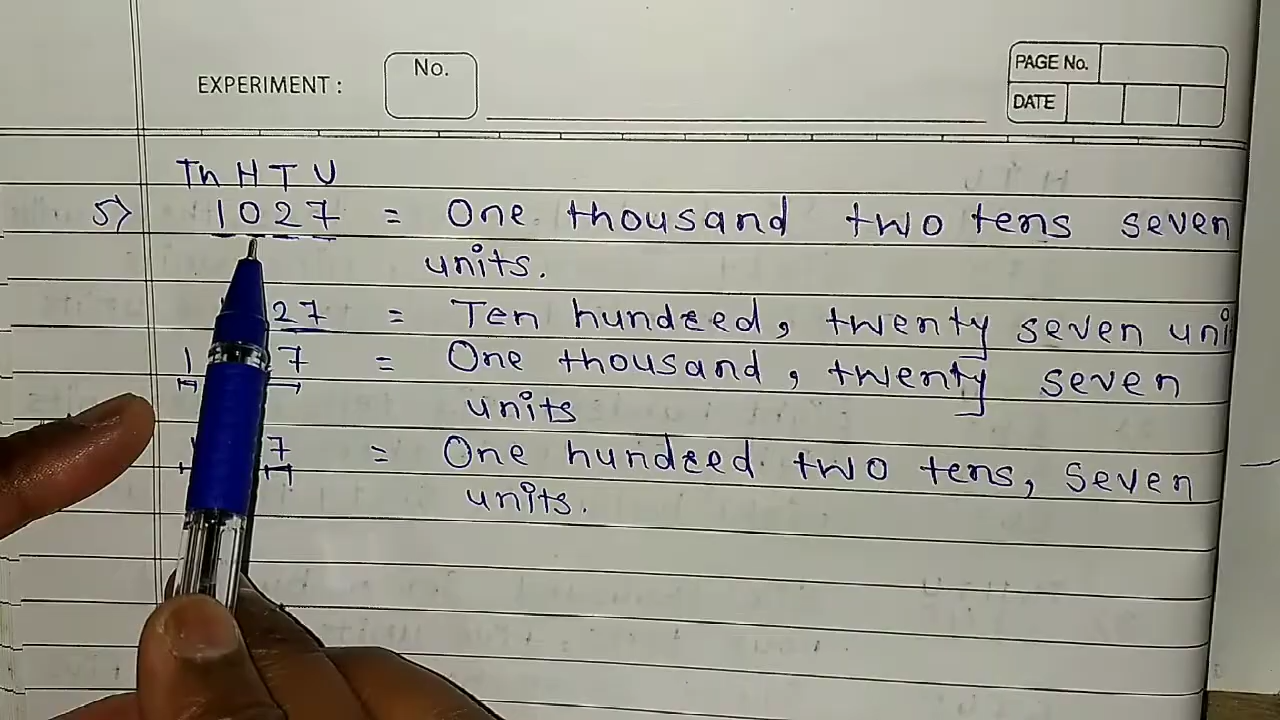 EXPERIMENT :
No.
PAGE No.
DATE
Th H T U
5) 1027 = One thousand two tens seven
units.
27 = Ten hundred, twenty seven uni
1 7 = One thousand, twenty seven
units
7 = One hundred two tens, seven
units.